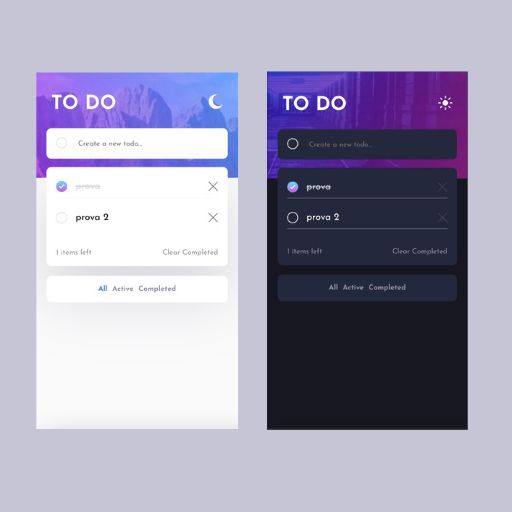 TO DO
Create a new todo..
prova
prova 2
1 items left Clear Completed
All Active Completed
TO DO
Create a new todo..
prova
prova 2
1 items left Clear Completed
All Active Completed